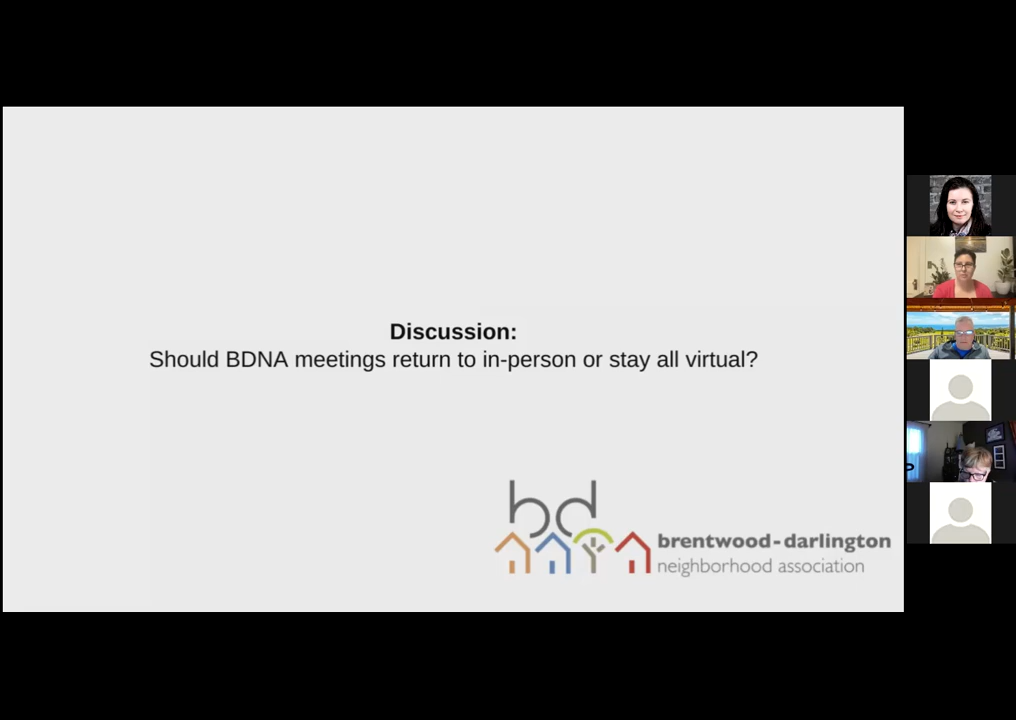 Discussion:
Should BDNA meetings return to in-person or stay all virtual?
bd
brentwood-darlington
neighborhood association